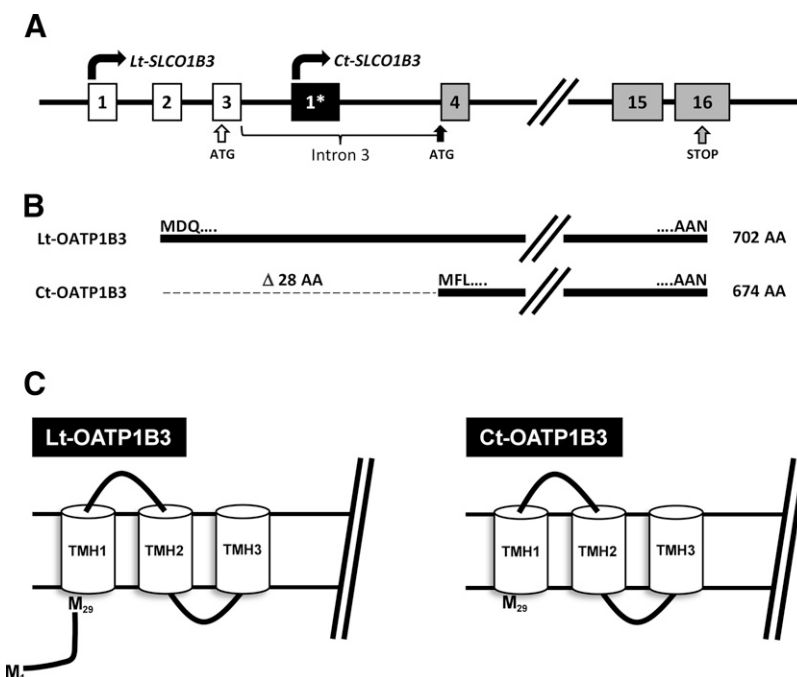 A
Lt-SLCO1B3 Ct-SLCO1B3
1 2 3 1* 4 15 16
ATG Intron 3 ATG STOP
B
MDQ.... ....AAN
Lt-OATP1B3 702 AA
Δ 28 AA MFL.... ....AAN
Ct-OATP1B3 674 AA
C
Lt-OATP1B3 Ct-OATP1B3
TMH1 TMH2 TMH3 TMH1 TMH2 TMH3
M29 M29